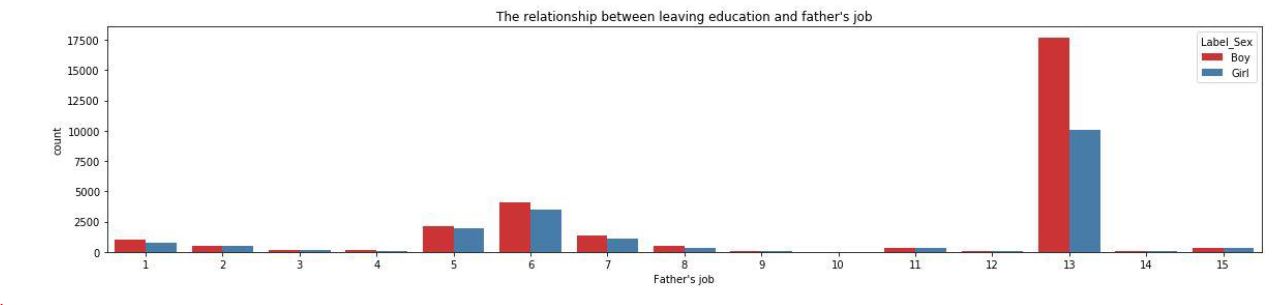 The relationship between leaving education and father's job
17500
15000
12500
10000
7500
5000
2500
0
count
Label_Sex
Boy
Girl
1 2 3 4 5 6 7 8 9 10 11 12 13 14 15
Father's job